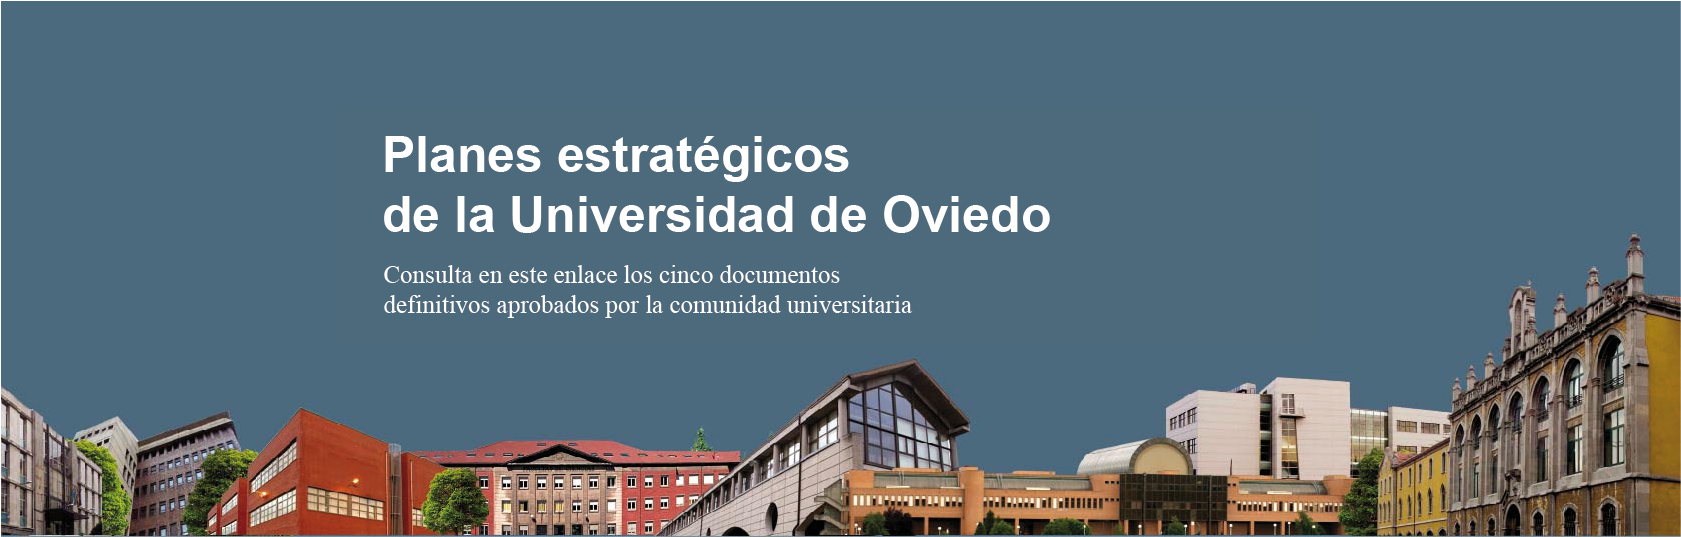 Planes estratégicos
de la Universidad de Oviedo
Consulta en este enlace los cinco documentos
definitivos aprobados por la comunidad universitaria